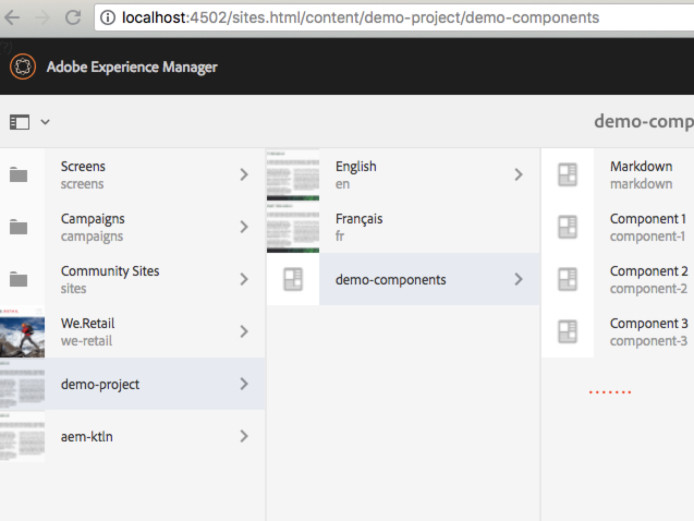 localhost:4502/sites.html/content/demo-project/demo-components
Adobe Experience Manager
demo-comp
Screens
screens
Campaigns
campaigns
Community Sites
sites
We.Retail
we-retail
demo-project
aem-ktln
English
en
Français
fr
demo-components
Markdown
markdown
Component 1
component-1
Component 2
component-2
Component 3
component-3
.......